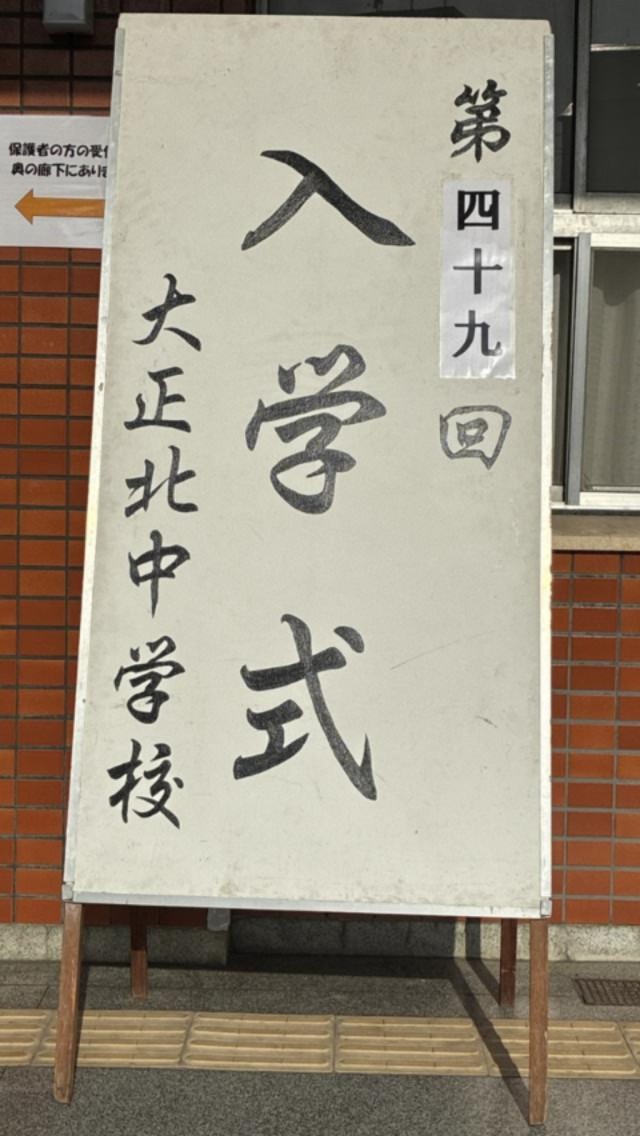 第四十九回
入学式
大正北中学校
保護者の方の受
奥の廊下にあり